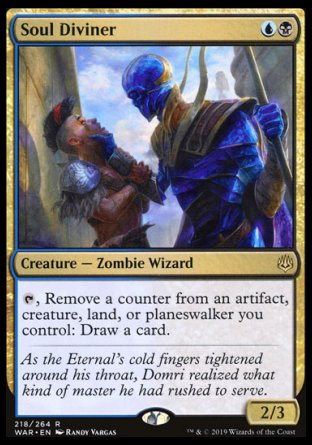 Soul Diviner
Creature — Zombie Wizard
, Remove a counter from an artifact,
creature, land, or planeswalker you
control: Draw a card.
As the Eternal's cold fingers tightened
around his throat, Domri realized what
kind of master he had rushed to serve.
2/3
218/264 R
WAR • EN Randy Vargas
™ & © 2019 Wizards of the Coast